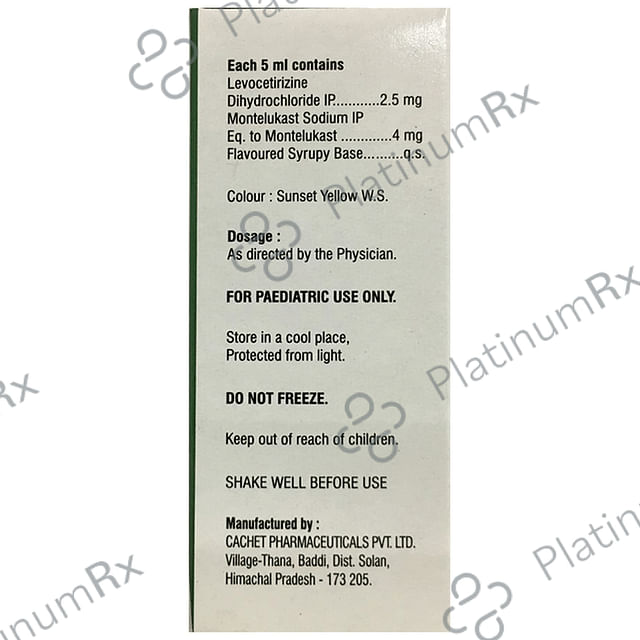 Each 5 ml contains
Levocetirizine
Dihydrochloride IP............2.5 mg
Montelukast Sodium IP
Eq. to Montelukast .............4 mg
Flavoured Syrupy Base.........q.s.
Colour : Sunset Yellow W.S.
Dosage :
As directed by the Physician.
FOR PAEDIATRIC USE ONLY.
Store in a cool place,
Protected from light.
DO NOT FREEZE.
Keep out of reach of children.
SHAKE WELL BEFORE USE
Manufactured by :
CACHET PHARMACEUTICALS PVT. LTD.
Village-Thana, Baddi, Dist. Solan,
Himachal Pradesh - 173 205.
PlatinumRx
PlatinumRx
PlatinumRx
Rx
inumRx
Platin